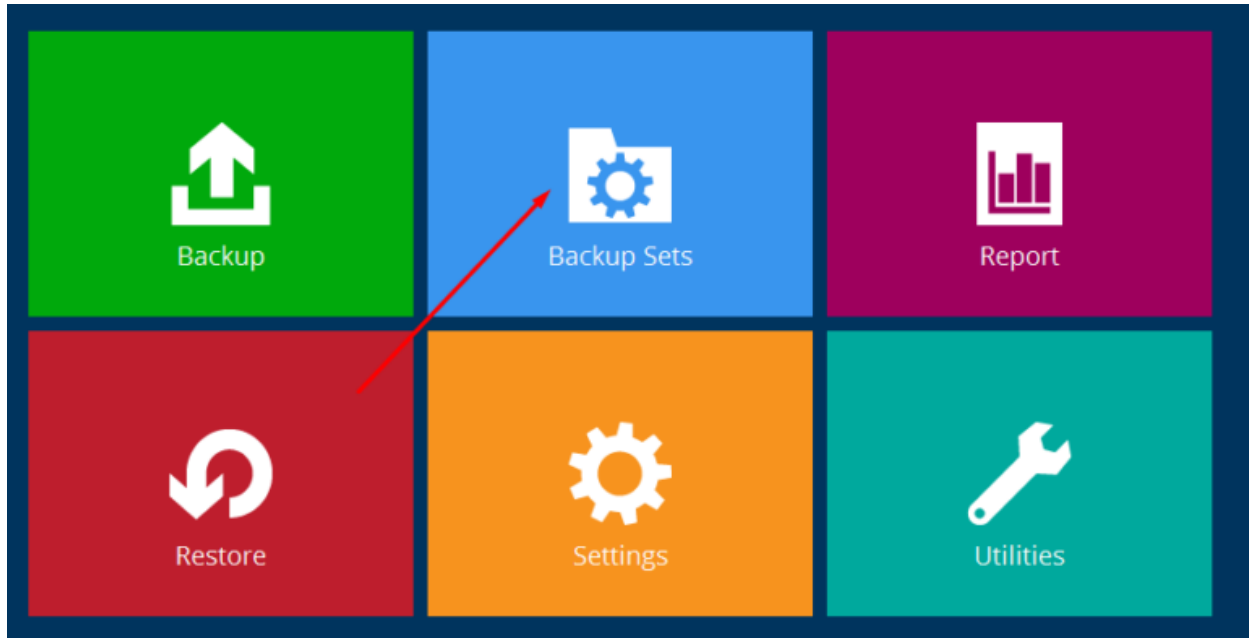 Backup
Backup Sets
Report
Restore
Settings
Utilities